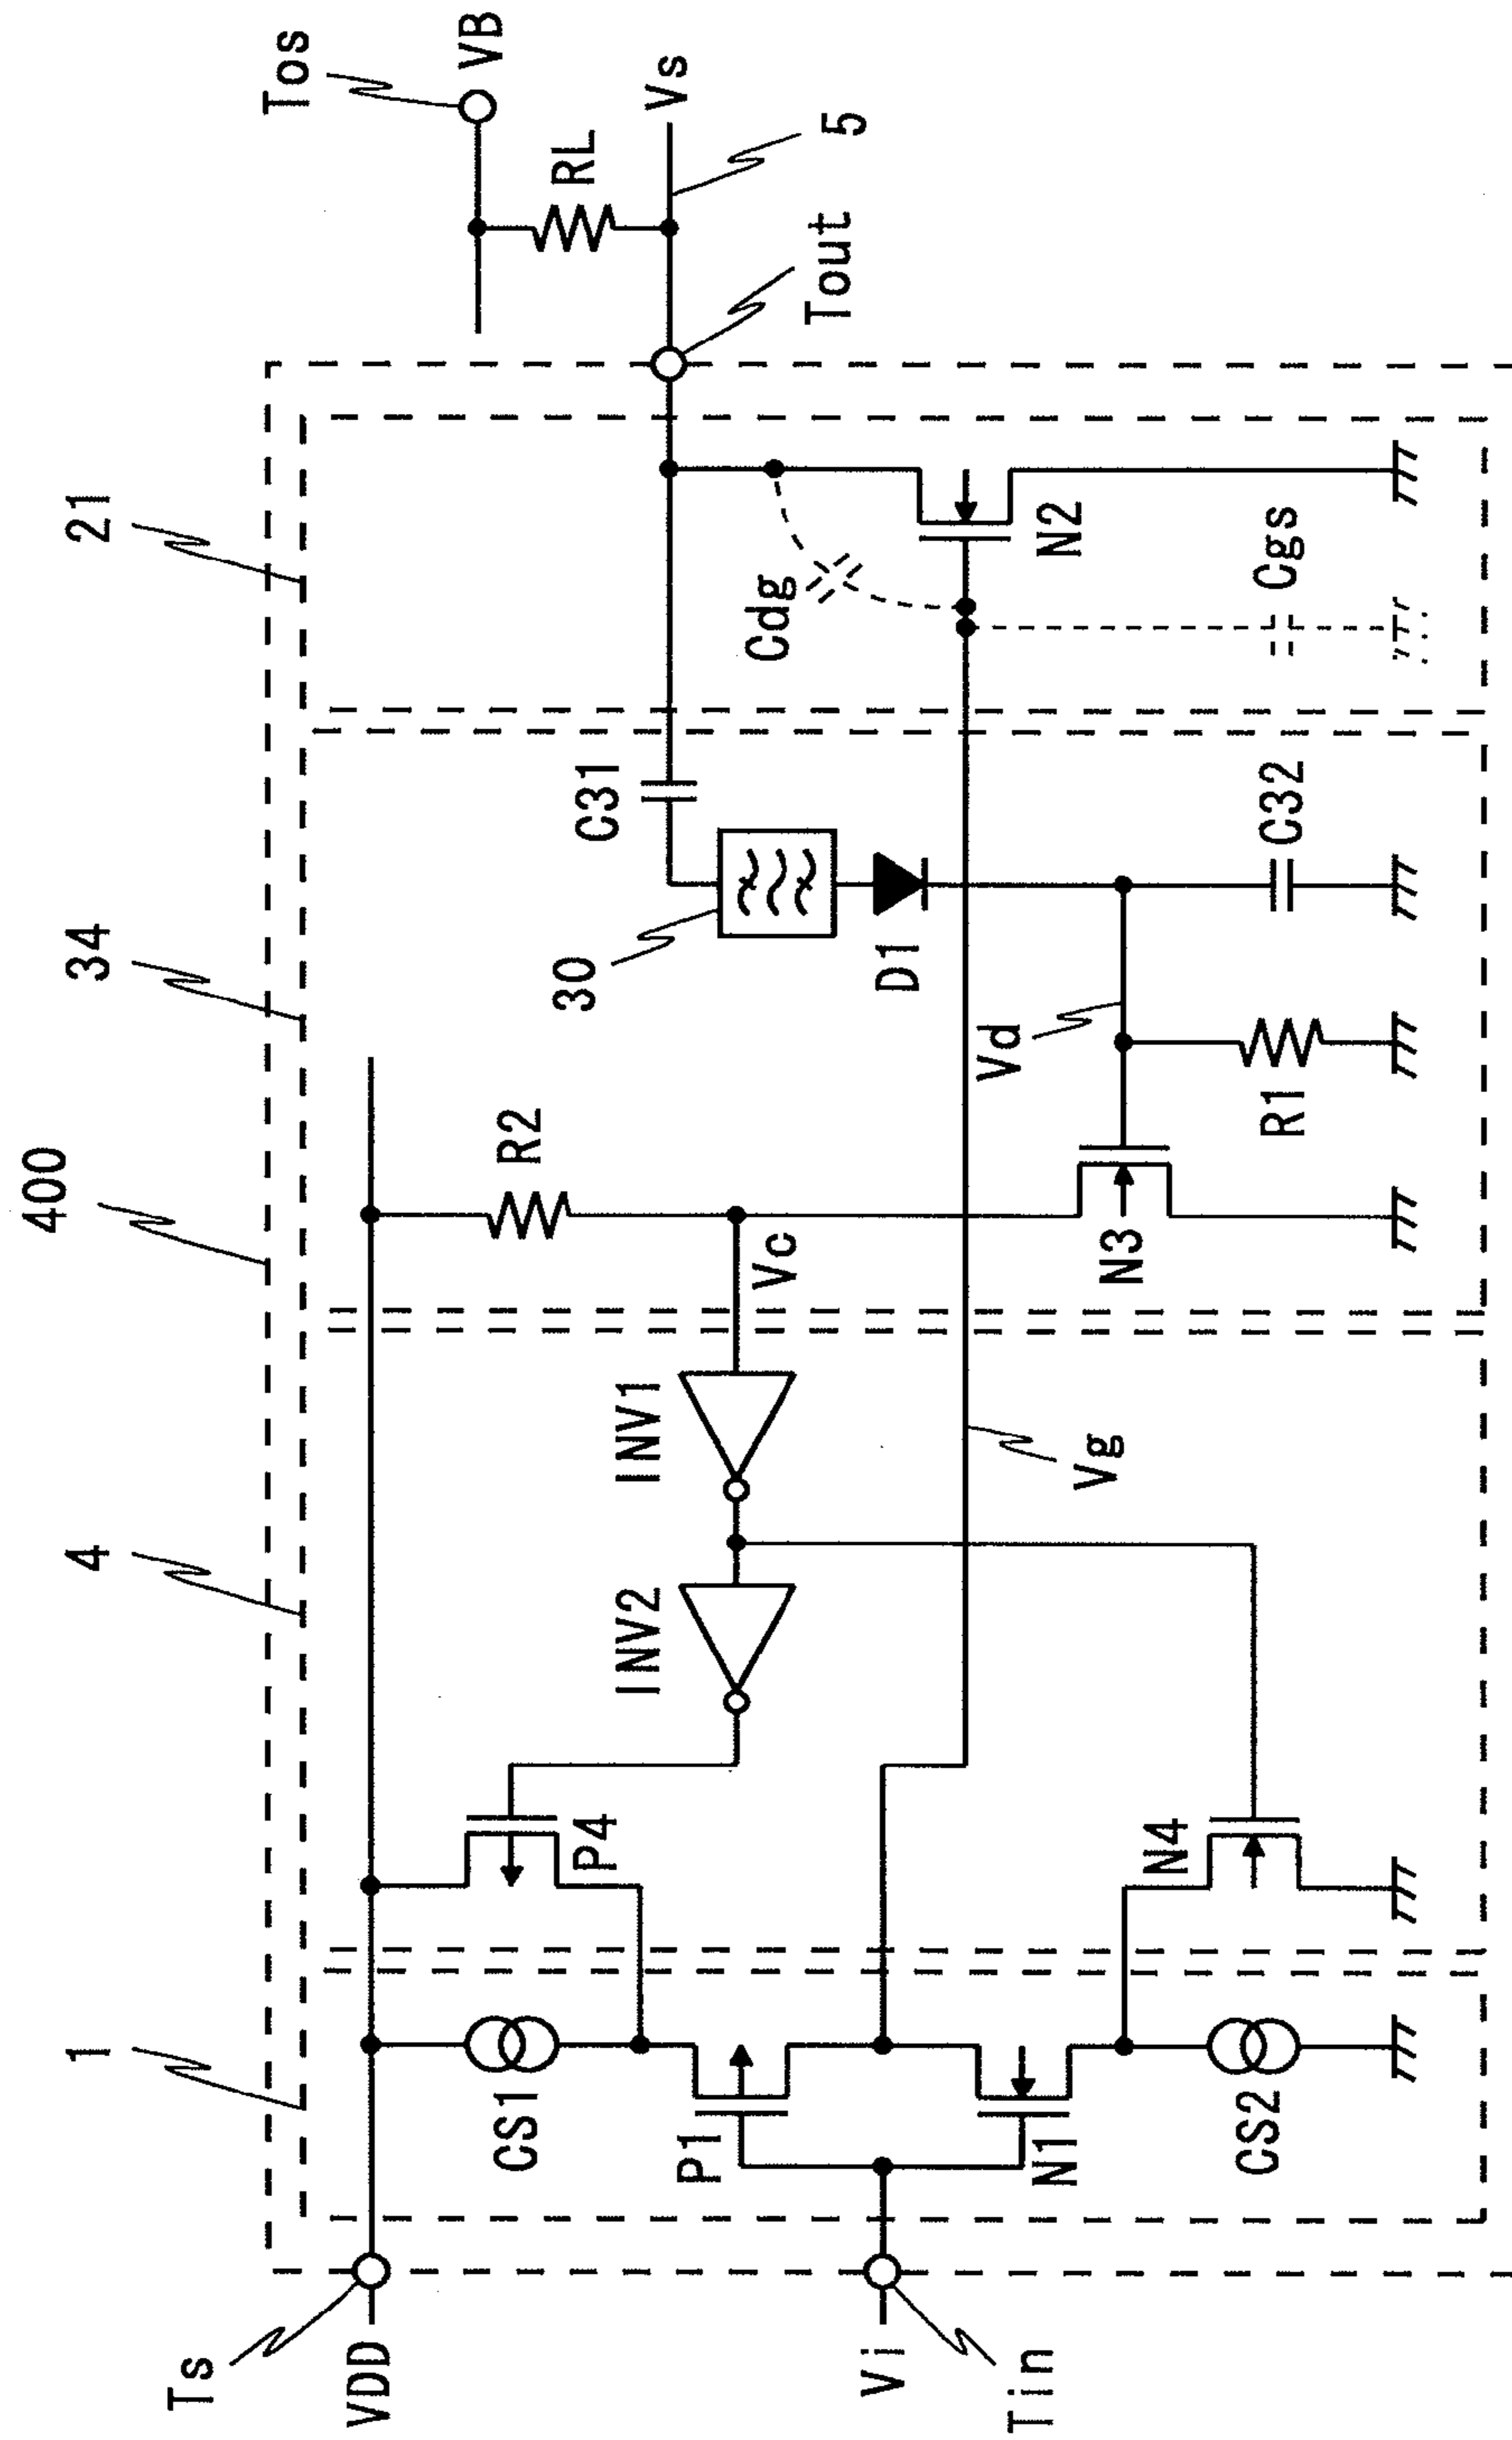 400
1
4
34
21
Ts
VDD
CS1
P4
R2
Tos
VB
RL
Vs
5
Tout
P1
INV2
INV1
Vc
30
C31
D1
Cdg
N2
Vi
Tin
N1
Vg
Vd
CS2
N4
N3
R1
C32
Cgs